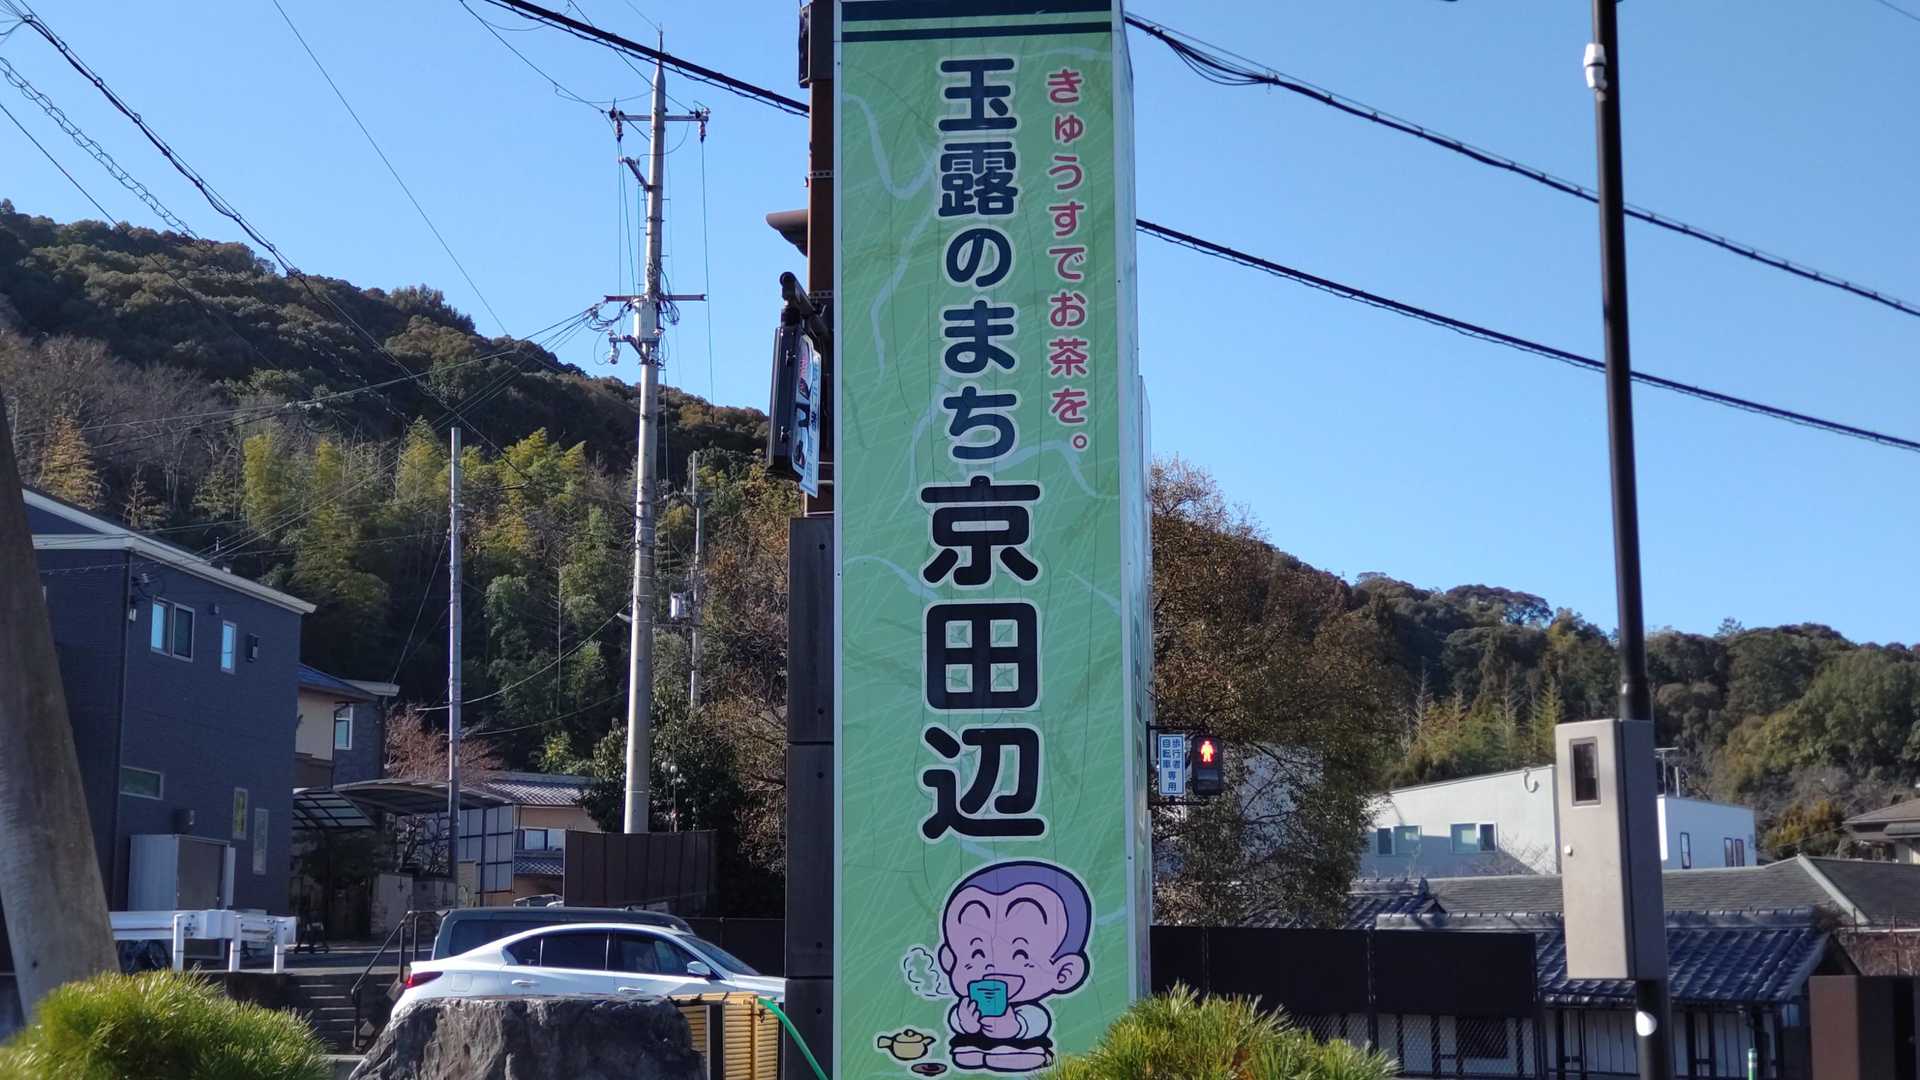 きゅうすでお茶を。
玉露のまち京田辺
歩行者
自転車専用